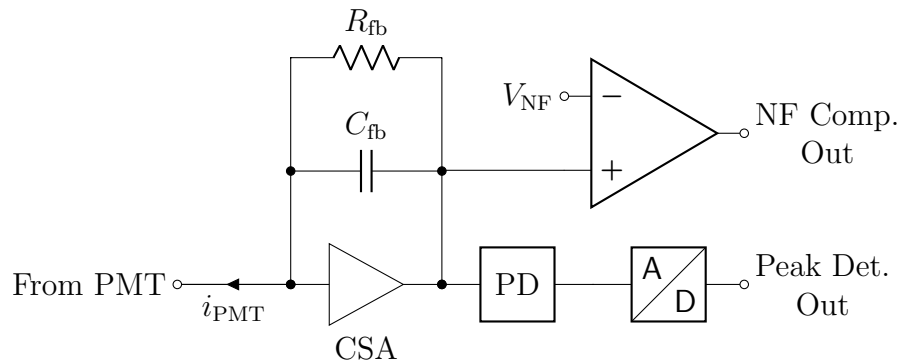 R_fb
C_fb
V_NF
−
+
NF Comp.
Out
From PMT
i_PMT
CSA
PD
A
D
Peak Det.
Out